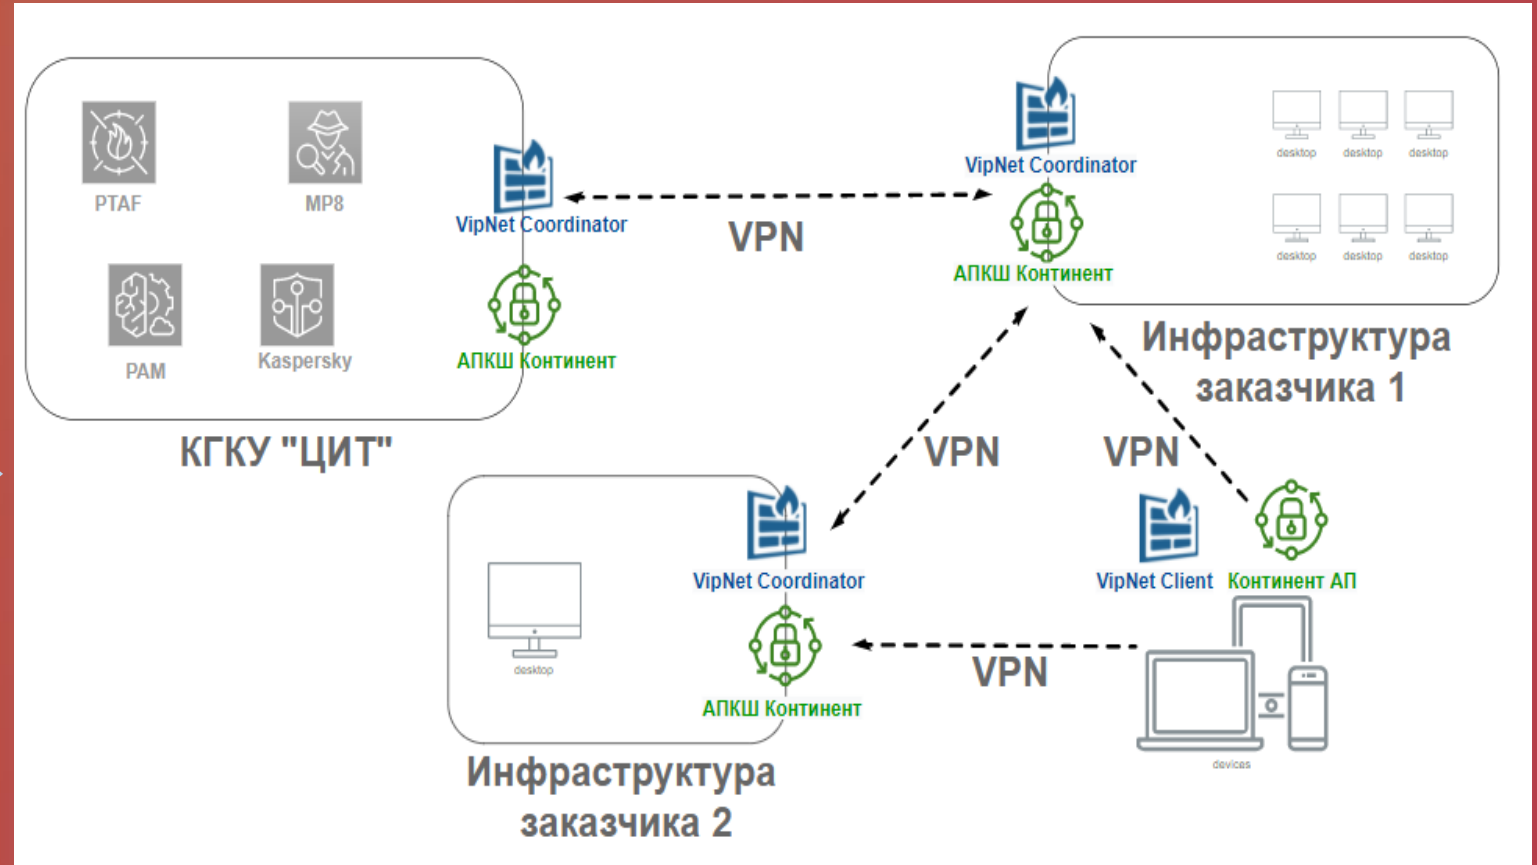 PTAF
MP8
PAM
Kaspersky
VipNet Coordinator
АПКШ Континент
КГКУ "ЦИТ"
VPN
VipNet Coordinator
АПКШ Континент
desktop
desktop
desktop
desktop
desktop
desktop
Инфраструктура
заказчика 1
VPN
VPN
desktop
VipNet Coordinator
АПКШ Континент
Инфраструктура
заказчика 2
VipNet Client
Континент АП
VPN
devices